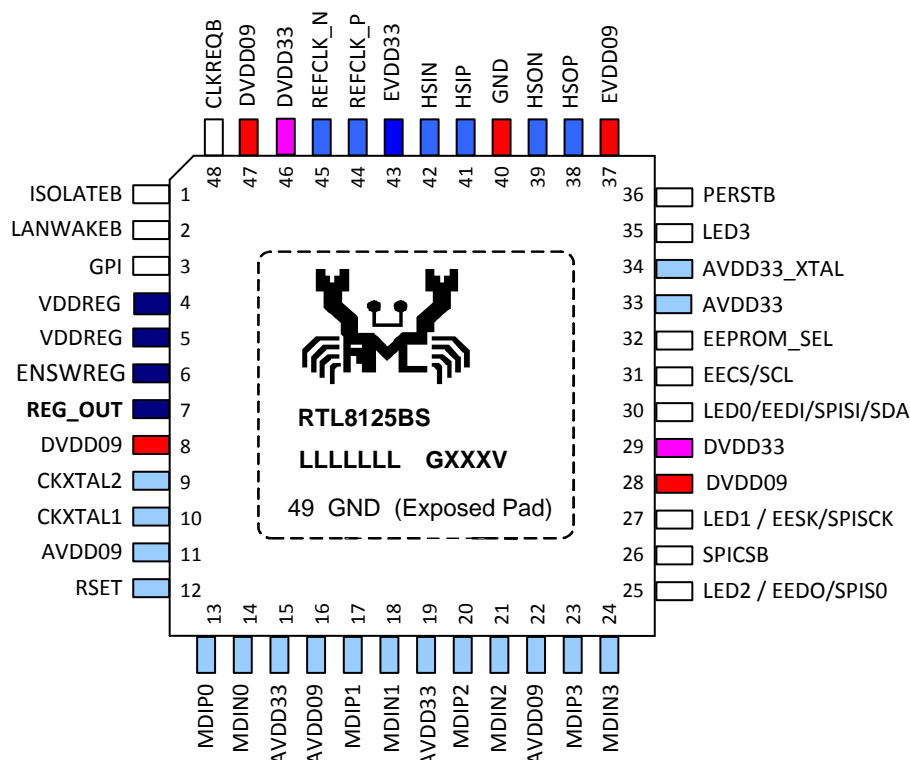 CLKREQB
DVDD09
DVDD33
REFCLK_N
REFCLK_P
EVDD33
HSIN
HSIP
GND
HSON
HSOP
EVDD09
48
47
46
45
44
43
42
41
40
39
38
37
ISOLATEB 1
LANWAKEB 2
GPI 3
VDDREG 4
VDDREG 5
ENSWREG 6
REG_OUT 7
DVDD09 8
CKXTAL2 9
CKXTAL1 10
AVDD09 11
RSET 12
36 PERSTB
35 LED3
34 AVDD33_XTAL
33 AVDD33
32 EEPROM_SEL
31 EECS/SCL
30 LED0/EEDI/SPISI/SDA
29 DVDD33
28 DVDD09
27 LED1 / EESK/SPISCK
26 SPICSB
25 LED2 / EEDO/SPIS0
RTL8125BS
LLLLLLL GXXXV
49 GND (Exposed Pad)
13
14
15
16
17
18
19
20
21
22
23
24
MDIP0
MDIN0
AVDD33
AVDD09
MDIP1
MDIN1
AVDD33
MDIP2
MDIN2
AVDD09
MDIP3
MDIN3